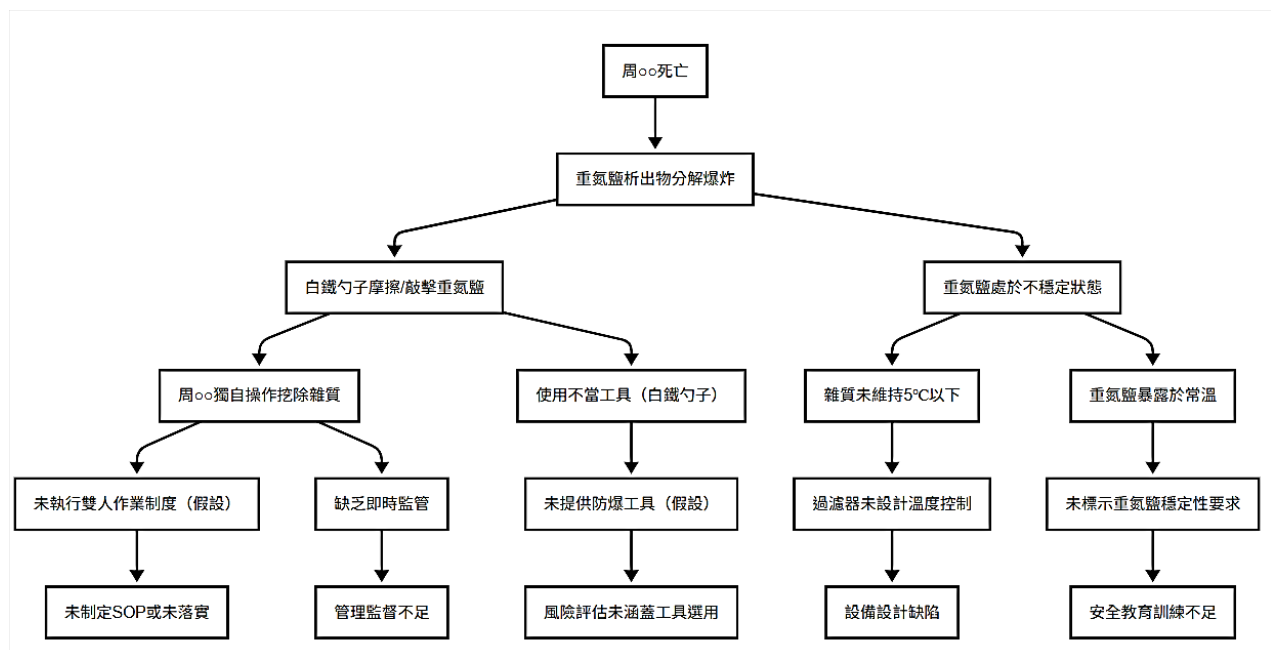 周○○死亡
重氮鹽析出物分解爆炸
白鐵勺子摩擦/敲擊重氮鹽
重氮鹽處於不穩定狀態
周○○獨自操作挖除雜質
使用不當工具（白鐵勺子）
雜質未維持5℃以下
重氮鹽暴露於常溫
未執行雙人作業制度（假設）
缺乏即時監管
未提供防爆工具（假設）
過濾器未設計溫度控制
未標示重氮鹽穩定性要求
未制定SOP或未落實
管理監督不足
風險評估未涵蓋工具選用
設備設計缺陷
安全教育訓練不足